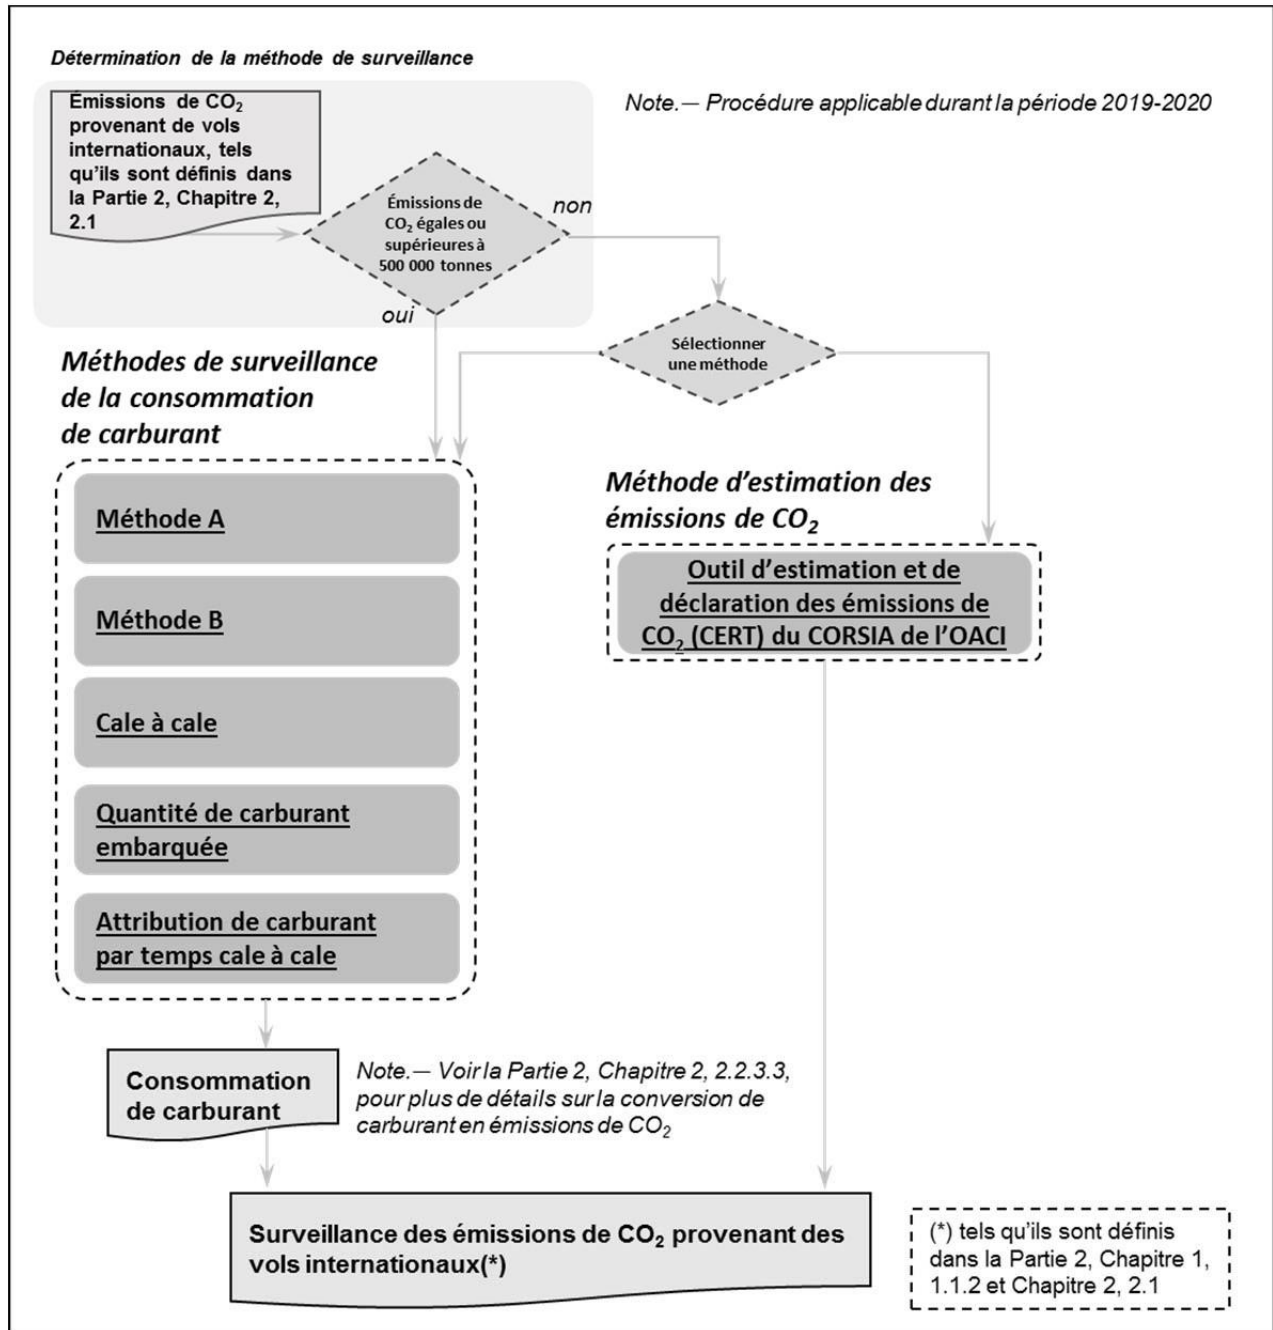 Détermination de la méthode de surveillance
Émissions de CO₂
provenant de vols
internationaux, tels
qu'ils sont définis dans
la Partie 2, Chapitre 2,
2.1
Note.— Procédure applicable durant la période 2019-2020
Émissions de
CO₂ égales ou
supérieures à
500 000 tonnes
non
oui
Sélectionner
une méthode
Méthodes de surveillance
de la consommation
de carburant
Méthode A
Méthode B
Cale à cale
Quantité de carburant
embarquée
Attribution de carburant
par temps cale à cale
Méthode d'estimation des
émissions de CO₂
Outil d'estimation et de
déclaration des émissions de
CO₂ (CERT) du CORSIA de l'OACI
Consommation
de carburant
Note.— Voir la Partie 2, Chapitre 2, 2.2.3.3,
pour plus de détails sur la conversion de
carburant en émissions de CO₂
Surveillance des émissions de CO₂ provenant des
vols internationaux(*)
(*) tels qu'ils sont définis
dans la Partie 2, Chapitre 1,
1.1.2 et Chapitre 2, 2.1